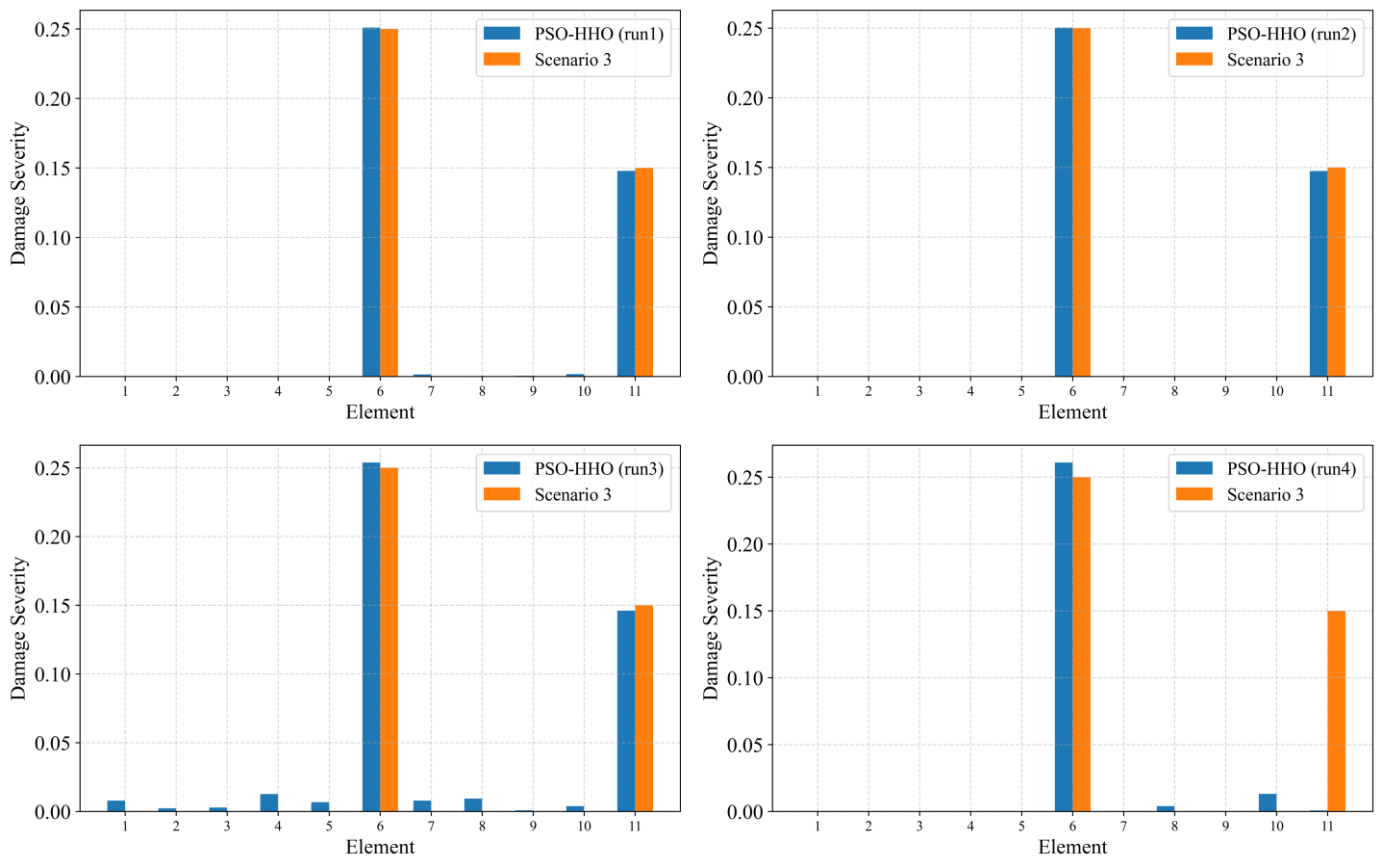 0.25
0.20
0.15
0.10
0.05
0.00
Damage Severity
PSO-HHO (run1)
Scenario 3
1 2 3 4 5 6 7 8 9 10 11
Element
0.25
0.20
0.15
0.10
0.05
0.00
Damage Severity
PSO-HHO (run2)
Scenario 3
1 2 3 4 5 6 7 8 9 10 11
Element
0.25
0.20
0.15
0.10
0.05
0.00
Damage Severity
PSO-HHO (run3)
Scenario 3
1 2 3 4 5 6 7 8 9 10 11
Element
0.25
0.20
0.15
0.10
0.05
0.00
Damage Severity
PSO-HHO (run4)
Scenario 3
1 2 3 4 5 6 7 8 9 10 11
Element